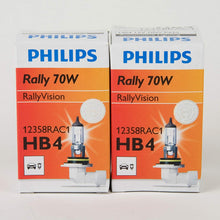 PHILIPS
Rally 70W
RallyVision
12358RAC1
HB4
PHILIPS
Rally 70W
RallyVision
12358RAC1
HB4